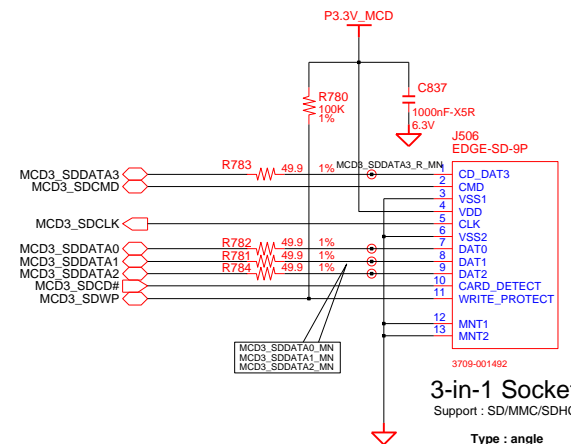 P3.3V_MCD
R780
100K
1%
C837
1000nF-X5R
6.3V
J506
EDGE-SD-9P
MCD3_SDDATA3
R783
49.9
1%
MCD3_SDDATA3_R_MN
1
CD_DAT3
MCD3_SDCMD
2
CMD
3
VSS1
4
VDD
MCD3_SDCLK
5
CLK
6
VSS2
MCD3_SDDATA0
R782
49.9
1%
7
DAT0
MCD3_SDDATA1
R781
49.9
1%
8
DAT1
MCD3_SDDATA2
R784
49.9
1%
9
DAT2
MCD3_SDCD#
10
CARD_DETECT
MCD3_SDWP
11
WRITE_PROTECT
12
MNT1
13
MNT2
MCD3_SDDATA0_MN
MCD3_SDDATA1_MN
MCD3_SDDATA2_MN
3709-001492
3-in-1 Socket
Support : SD/MMC/SDHC
Type : angle